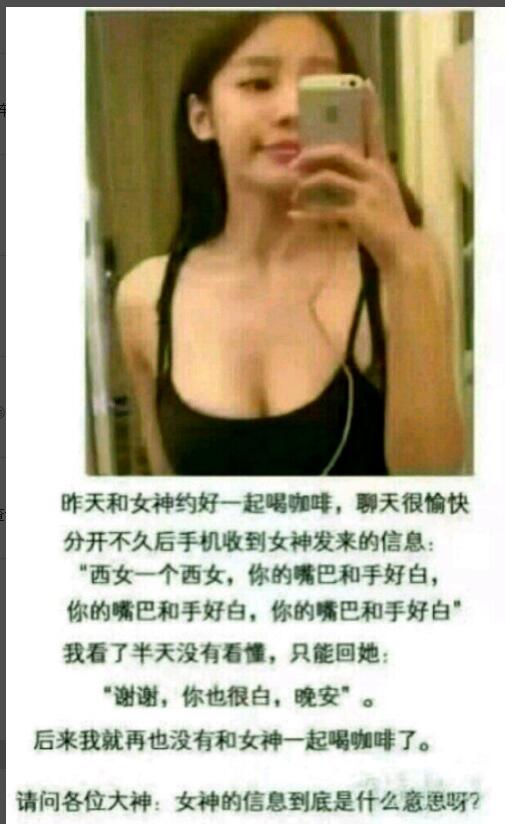 昨天和女神约好一起喝咖啡，聊天很愉快
分开不久后手机收到女神发来的信息：
“西女一个西女，你的嘴巴和手好白，
你的嘴巴和手好白，你的嘴巴和手好白”
我看了半天没有看懂，只能回她：
“谢谢，你也很白，晚安”。
后来我就再也没有和女神一起喝咖啡了。
请问各位大神：女神的信息到底是什么意思呀？